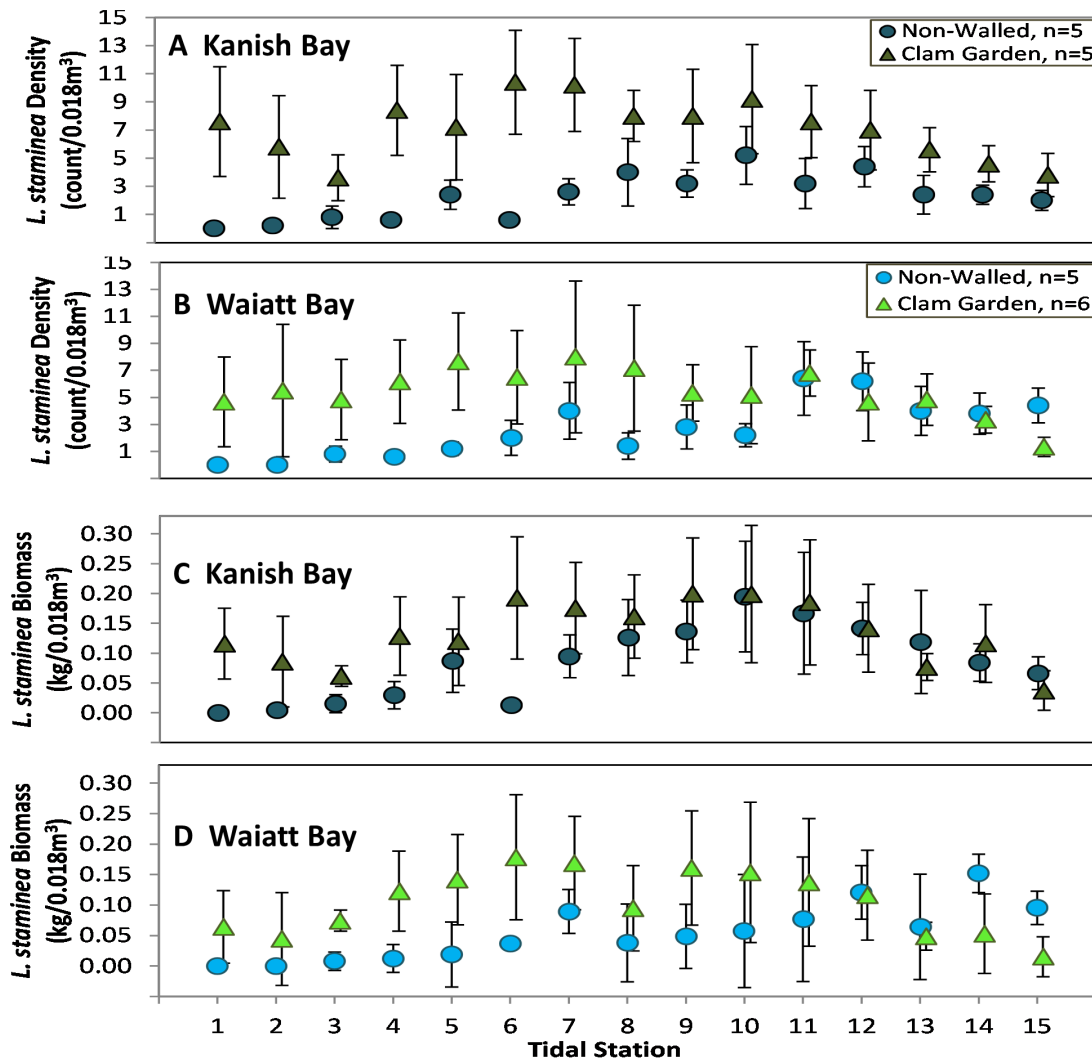 A Kanish Bay
Non-Walled, n=5
Clam Garden, n=5
L. staminea Density
(count/0.018m³)
15
13
11
9
7
5
3
1
B Waiatt Bay
Non-Walled, n=5
Clam Garden, n=6
L. staminea Density
(count/0.018m³)
15
13
11
9
7
5
3
1
C Kanish Bay
L. staminea Biomass
(kg/0.018m³)
0.30
0.25
0.20
0.15
0.10
0.05
0.00
D Waiatt Bay
L. staminea Biomass
(kg/0.018m³)
0.30
0.25
0.20
0.15
0.10
0.05
0.00
1 2 3 4 5 6 7 8 9 10 11 12 13 14 15
Tidal Station